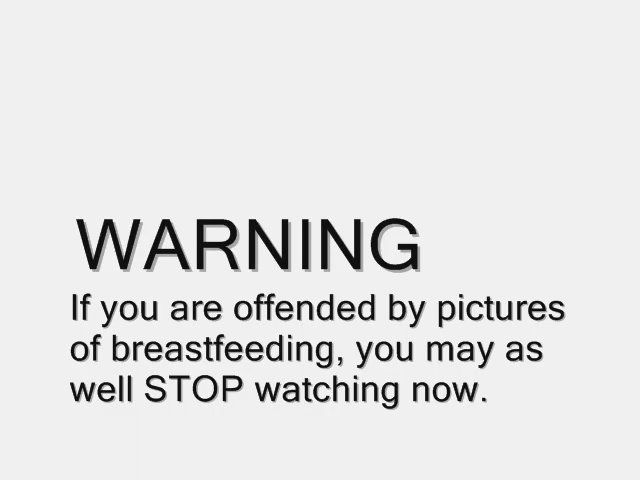 WARNING
If you are offended by pictures
of breastfeeding, you may as
well STOP watching now.